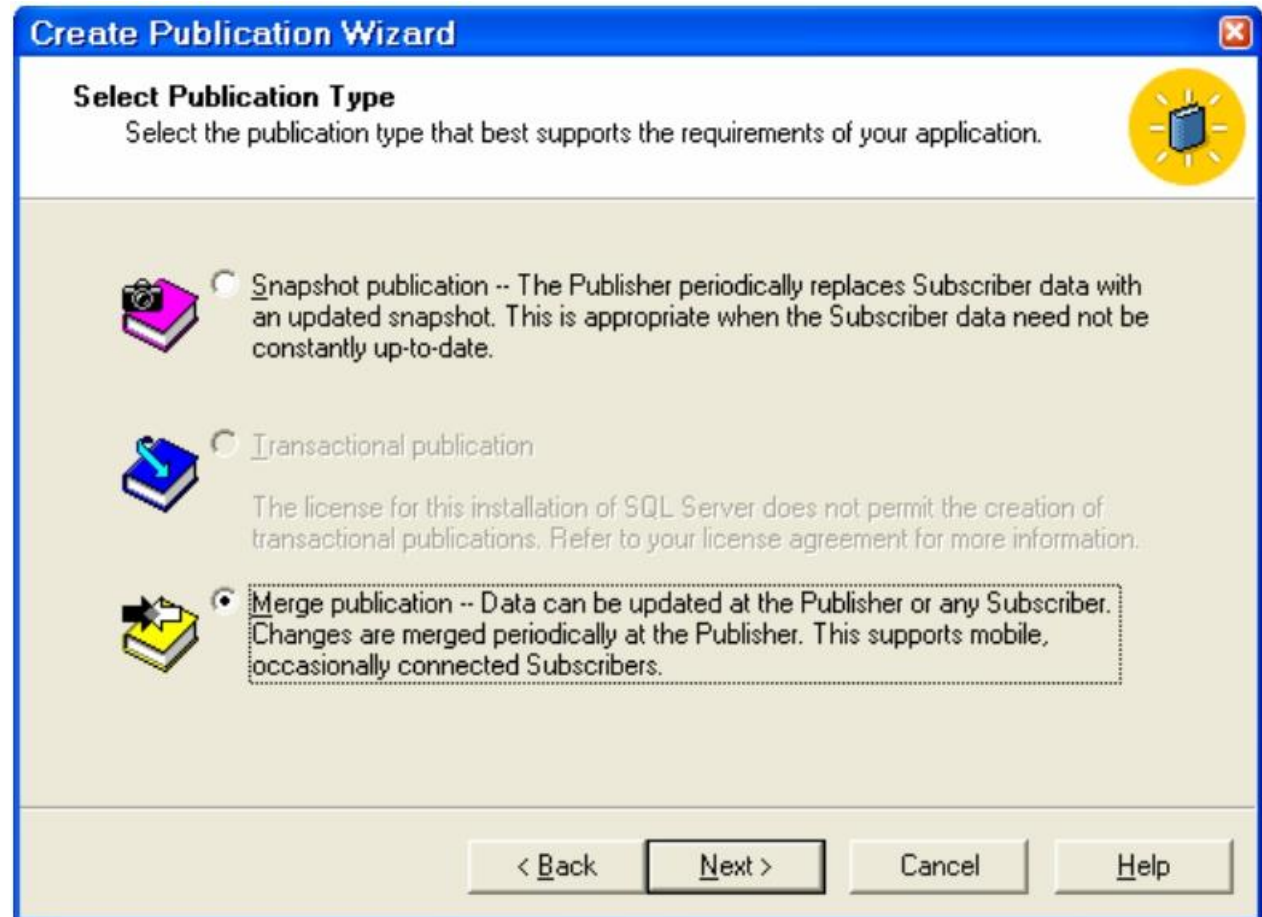 Create Publication Wizard
Select Publication Type
Select the publication type that best supports the requirements of your application.
Snapshot publication -- The Publisher periodically replaces Subscriber data with
an updated snapshot. This is appropriate when the Subscriber data need not be
constantly up-to-date.
Transactional publication
The license for this installation of SQL Server does not permit the creation of
transactional publications. Refer to your license agreement for more information.
Merge publication -- Data can be updated at the Publisher or any Subscriber.
Changes are merged periodically at the Publisher. This supports mobile,
occasionally connected Subscribers.
< Back
Next >
Cancel
Help